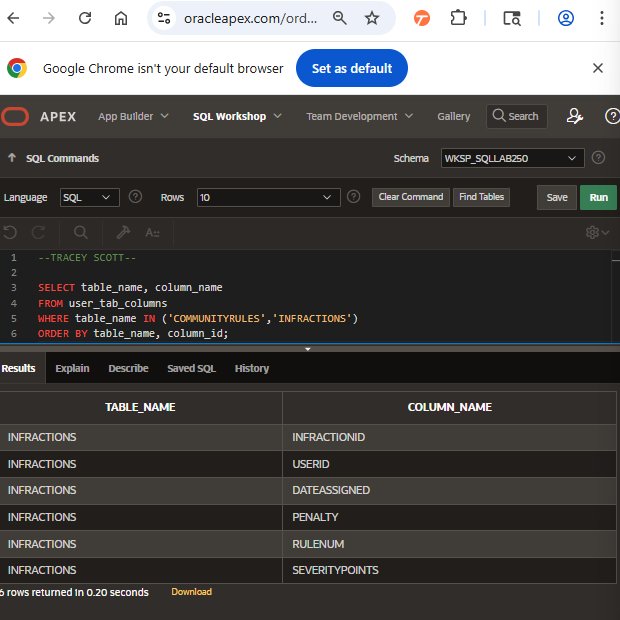 oracleapex.com/ord...
Google Chrome isn't your default browser Set as default
APEX App Builder SQL Workshop Team Development Gallery Search
SQL Commands Schema WKSP_SQLLAB250
Language SQL Rows 10 Clear Command Find Tables Save Run
A::
1 --TRACEY SCOTT--
2
3 SELECT table_name, column_name
4 FROM user_tab_columns
5 WHERE table_name IN ('COMMUNITYRULES','INFRACTIONS')
6 ORDER BY table_name, column_id;
Results Explain Describe Saved SQL History
TABLE_NAME COLUMN_NAME
INFRACTIONS INFRACTIONID
INFRACTIONS USERID
INFRACTIONS DATEASSIGNED
INFRACTIONS PENALTY
INFRACTIONS RULENUM
INFRACTIONS SEVERITYPOINTS
6 rows returned in 0.20 seconds Download